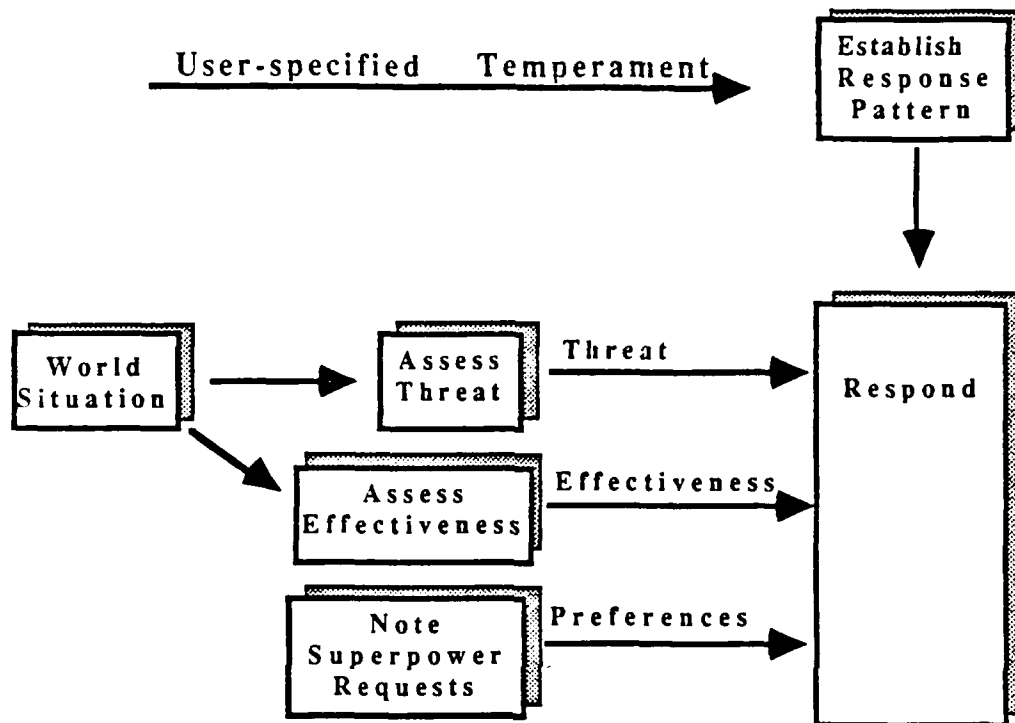 User-specified Temperament
Establish
Response
Pattern
World
Situation
Assess
Threat
Threat
Respond
Assess
Effectiveness
Effectiveness
Note
Superpower
Requests
Preferences